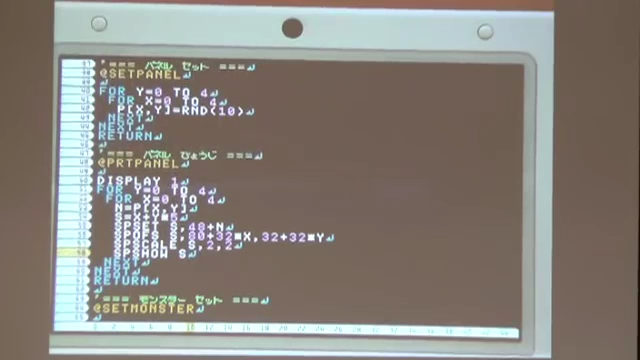 '=== パネル セット ===
@SETPANEL
FOR Y=0 TO 4
FOR X=0 TO 4
P[X,Y]=RND(10)
NEXT
NEXT
RETURN
'=== パネル ひょうじ ===
@PRTPANEL
DISPLAY 1
FOR Y=0 TO 4
FOR X=0 TO 4
N=P[X,Y]
S=X+Y*5
SPSET S,48+N
SPOFS S,80+32*X,32+32*Y
SPSCALE S,2,2
SPSHOW S
NEXT
NEXT
RETURN
'=== モンスター セット ===
@SETMONSTER